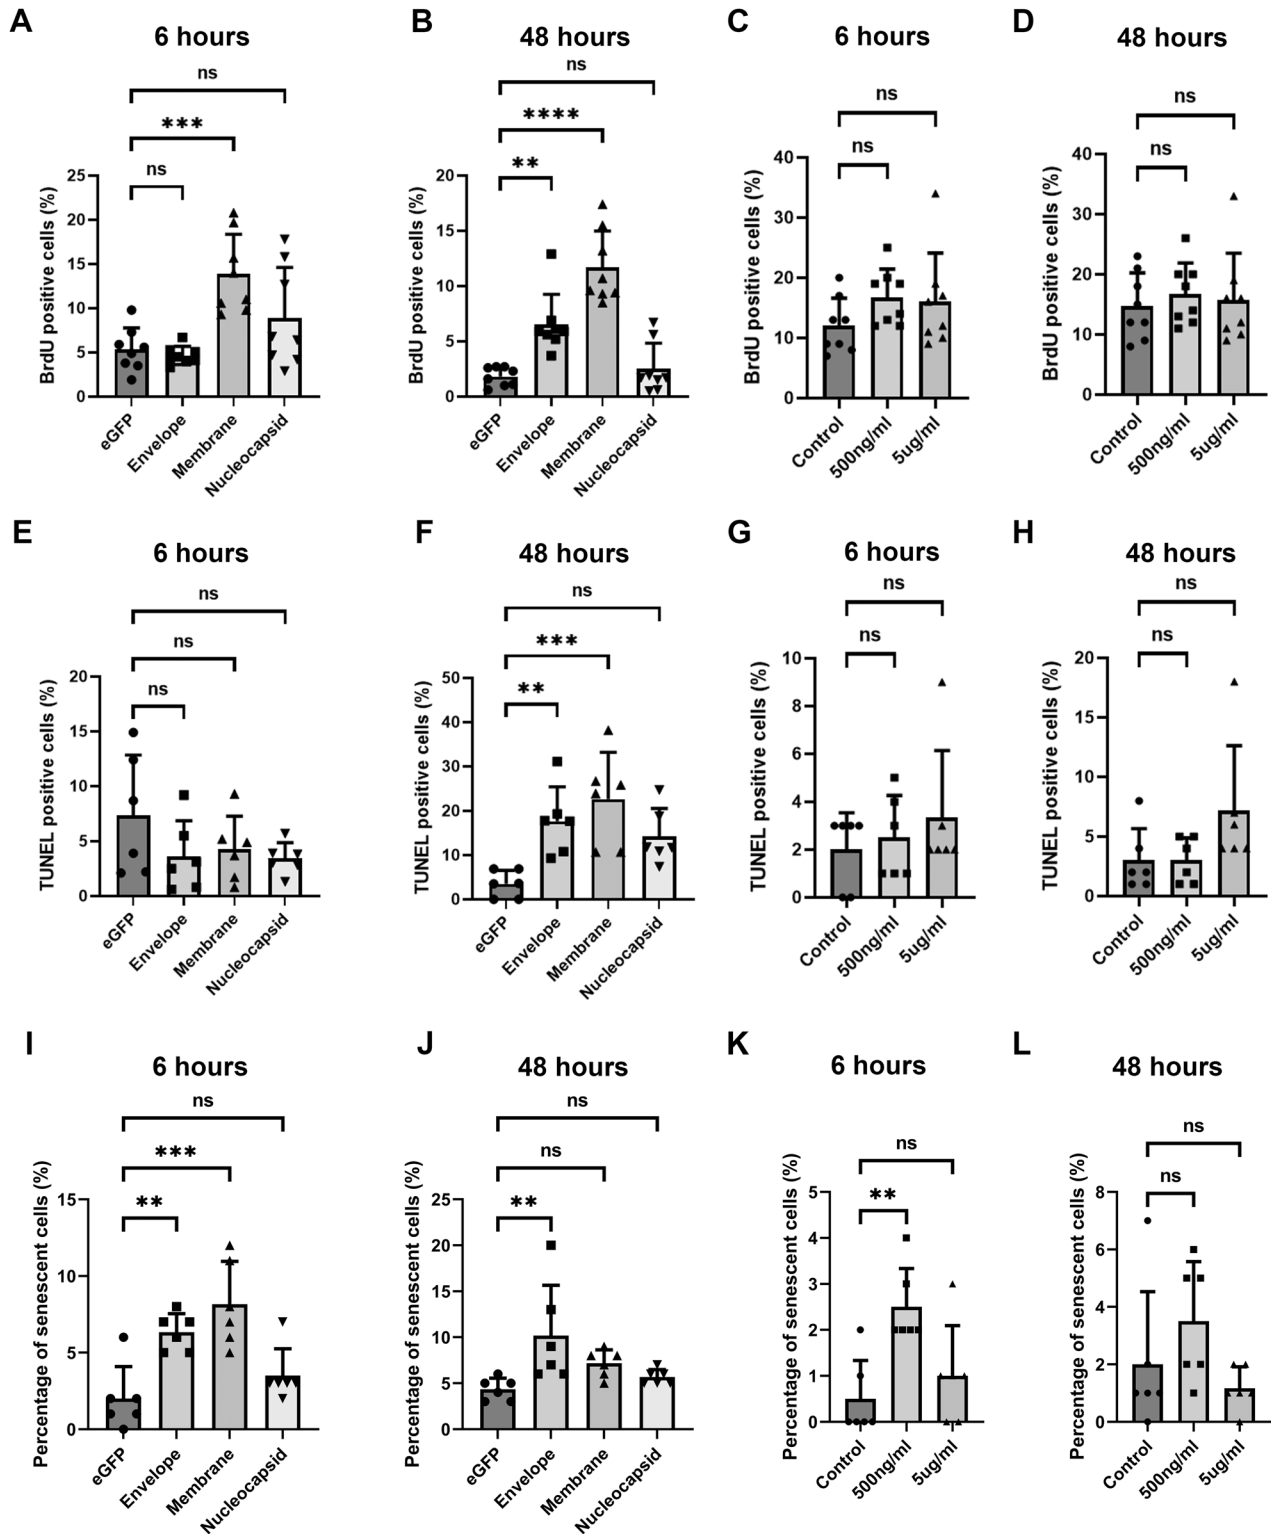 A
6 hours
ns
***
ns
BrdU positive cells (%)
25
20
15
10
5
0
eGFP
Envelope
Membrane
Nucleocapsid
B
48 hours
ns
****
**
BrdU positive cells (%)
20
15
10
5
0
eGFP
Envelope
Membrane
Nucleocapsid
C
6 hours
ns
ns
BrdU positive cells (%)
40
30
20
10
0
Control
500ng/ml
5ug/ml
D
48 hours
ns
ns
BrdU positive cells (%)
40
30
20
10
0
Control
500ng/ml
5ug/ml
E
6 hours
ns
ns
ns
TUNEL positive cells (%)
20
15
10
5
0
eGFP
Envelope
Membrane
Nucleocapsid
F
48 hours
ns
***
**
TUNEL positive cells (%)
50
40
30
20
10
0
eGFP
Envelope
Membrane
Nucleocapsid
G
6 hours
ns
ns
TUNEL positive cells (%)
10
8
6
4
2
0
Control
500ng/ml
5ug/ml
H
48 hours
ns
ns
TUNEL positive cells (%)
20
15
10
5
0
Control
500ng/ml
5ug/ml
I
6 hours
ns
***
**
Percentage of senescent cells (%)
15
10
5
0
eGFP
Envelope
Membrane
Nucleocapsid
J
48 hours
ns
ns
**
Percentage of senescent cells (%)
25
20
15
10
5
0
eGFP
Envelope
Membrane
Nucleocapsid
K
6 hours
ns
**
Percentage of senescent cells (%)
5
4
3
2
1
0
Control
500ng/ml
5ug/ml
L
48 hours
ns
ns
Percentage of senescent cells (%)
8
6
4
2
0
Control
500ng/ml
5ug/ml